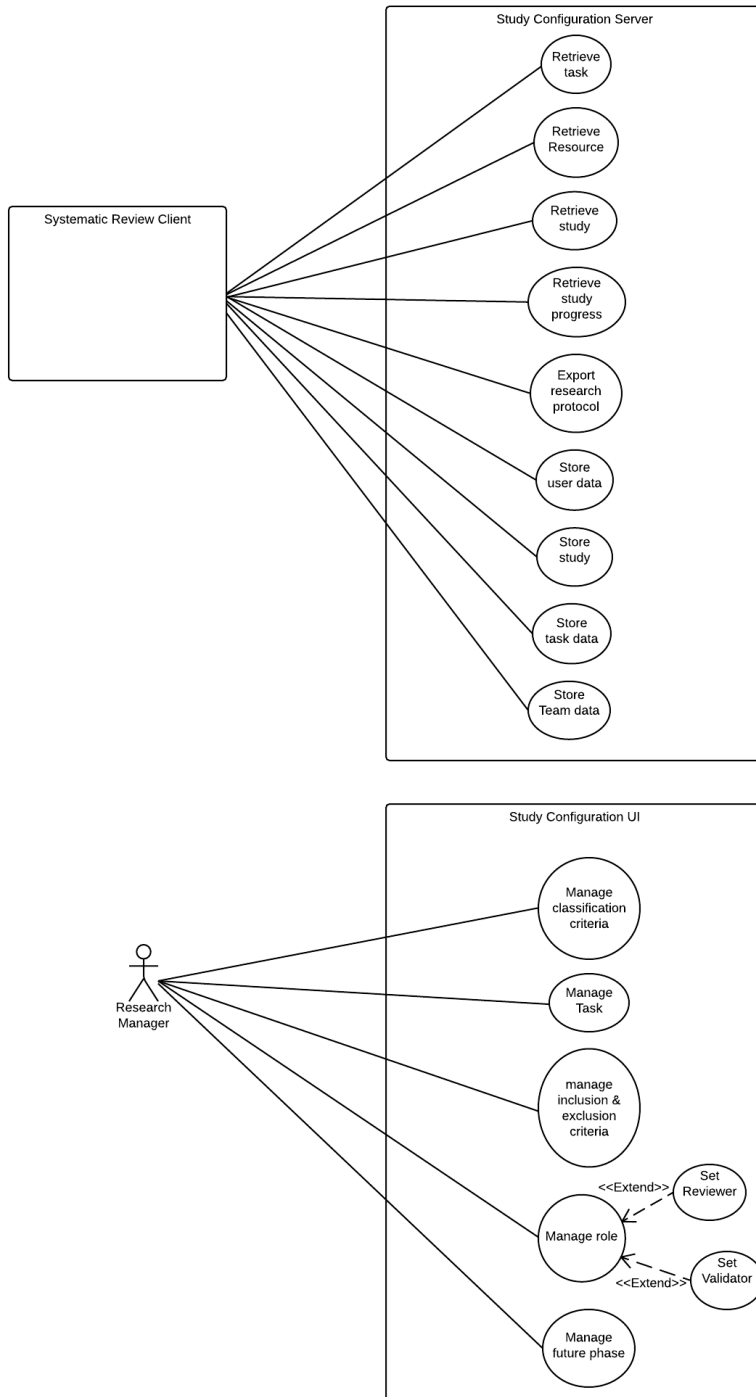 Study Configuration Server
Retrieve
task
Retrieve
Resource
Systematic Review Client
Retrieve
study
Retrieve
study
progress
Export
research
protocol
Store
user data
Store
study
Store
task data
Store
Team data
Study Configuration UI
Manage
classification
criteria
Manage
Task
Research
Manager
manage
inclusion &
exclusion
criteria
Set
Reviewer
<<Extend>>
Manage role
Set
Validator
<<Extend>>
Manage
future phase